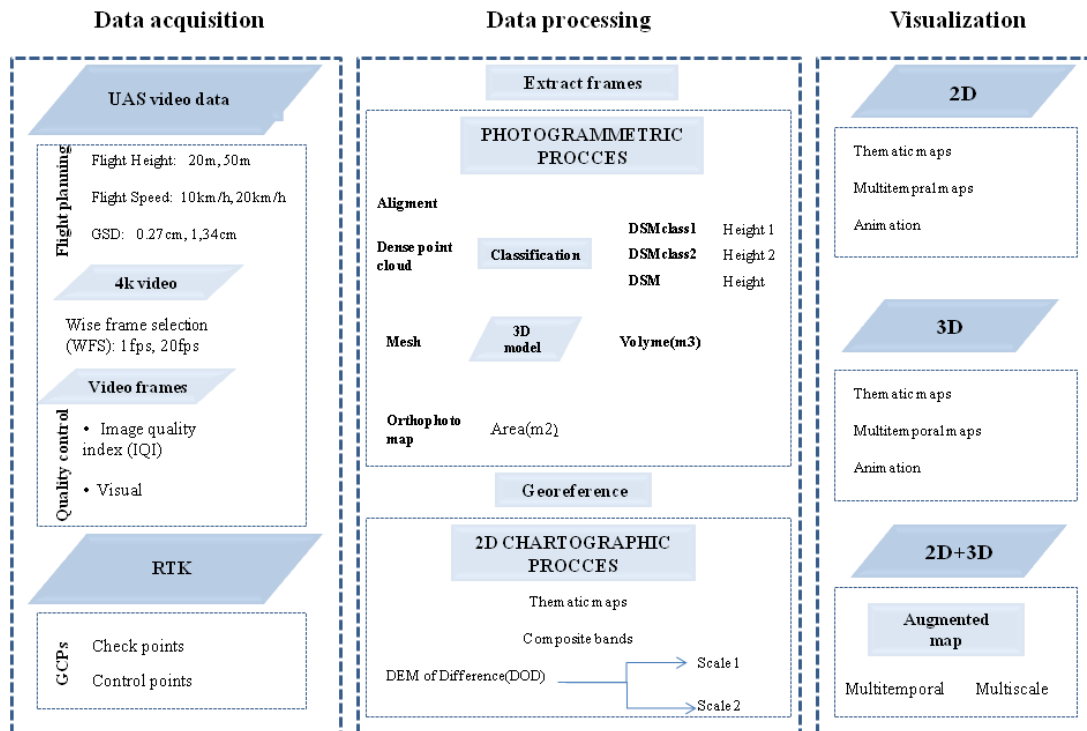 Data acquisition
UAS video data
Flight planning
Flight Height: 20m, 50m
Flight Speed: 10km/h, 20km/h
GSD: 0.27cm, 1,34cm
4k video
Wise frame selection
(WFS): 1fps, 20fps
Video frames
Quality control
• Image quality
index (IQI)
• Visual
RTK
GCPs
Check points
Control points
Data processing
Extract frames
PHOTOGRAMMETRIC
PROCCES
Aligment
Dense point
cloud
Classification
DSMclass1 Height 1
DSMclass2 Height 2
DSM Height
Mesh
3D
model
Volyme(m3)
Orthophoto
map
Area(m2)
Georeference
2D CHARTOGRAPHIC
PROCCES
Thematic maps
Composite bands
DEM of Difference(DOD)
Scale 1
Scale 2
Visualization
2D
Thematic maps
Multitempral maps
Animation
3D
Thematic maps
Multitemporal maps
Animation
2D+3D
Augmented
map
Multitemporal Multiscale